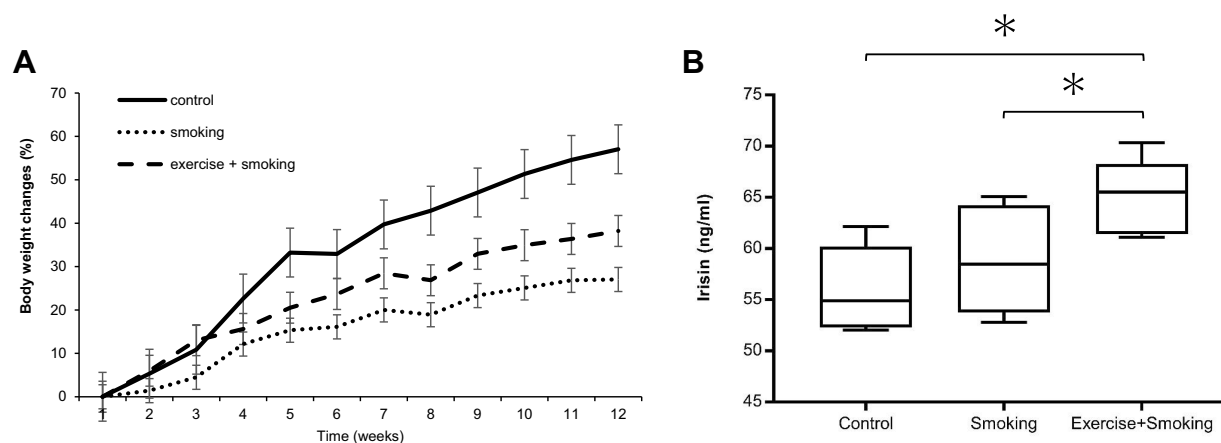 A
70
60
50
40
30
20
10
0
control
smoking
exercise + smoking
Body weight changes (%)
1 2 3 4 5 6 7 8 9 10 11 12
Time (weeks)
B
*
*
75
70
65
60
55
50
45
Irisin (ng/ml)
Control Smoking Exercise+Smoking